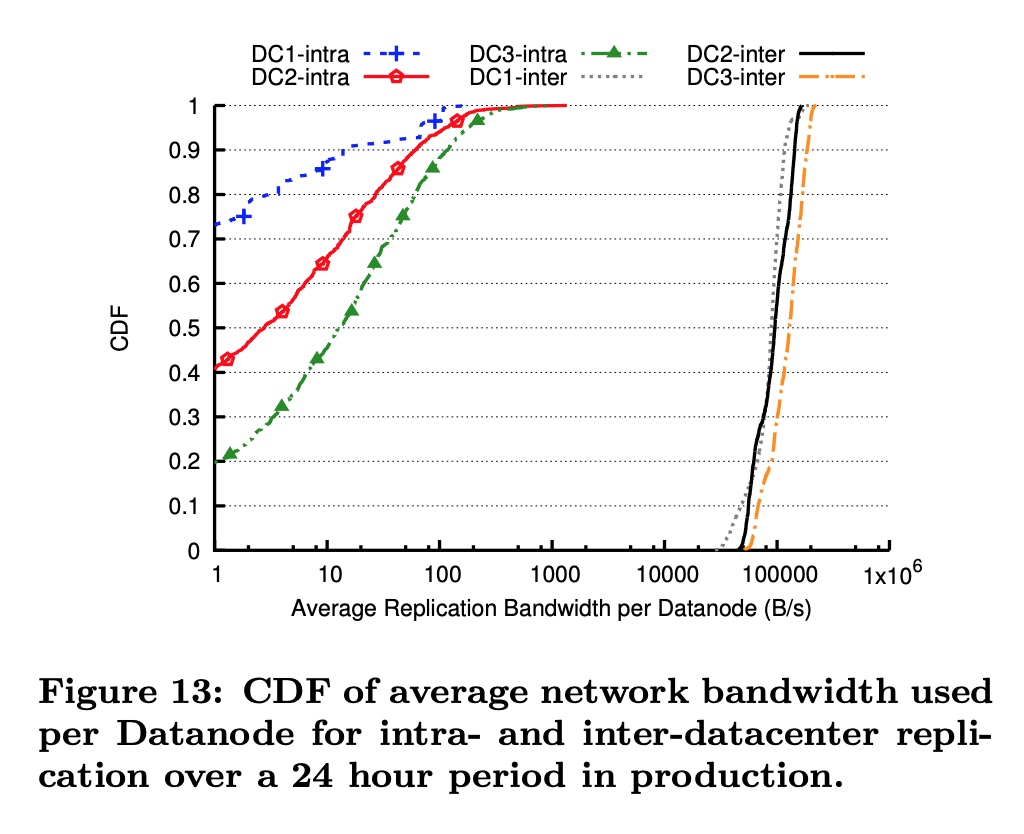 DC1-intra DC3-intra DC2-inter
DC2-intra DC1-inter DC3-inter
1
0.9
0.8
0.7
0.6
0.5
0.4
0.3
0.2
0.1
0
CDF
1 10 100 1000 10000 100000 1x10⁶
Average Replication Bandwidth per Datanode (B/s)
Figure 13: CDF of average network bandwidth used
per Datanode for intra- and inter-datacenter repli-
cation over a 24 hour period in production.